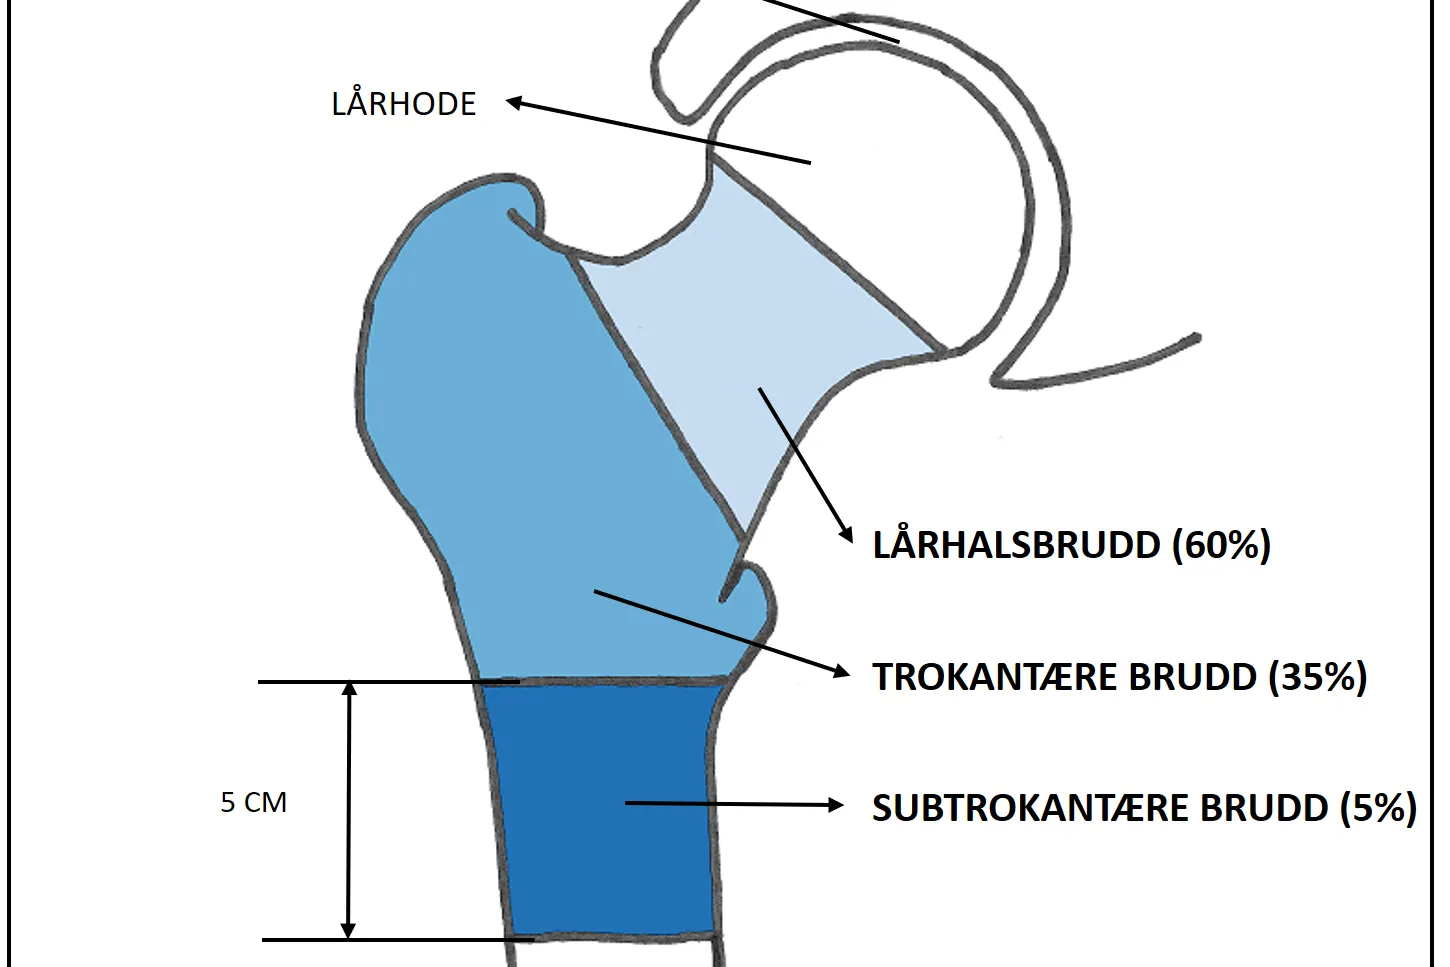 LÅRHODE
LÅRHALSBRUDD (60%)
TROKANTÆRE BRUDD (35%)
5 CM
SUBTROKANTÆRE BRUDD (5%)